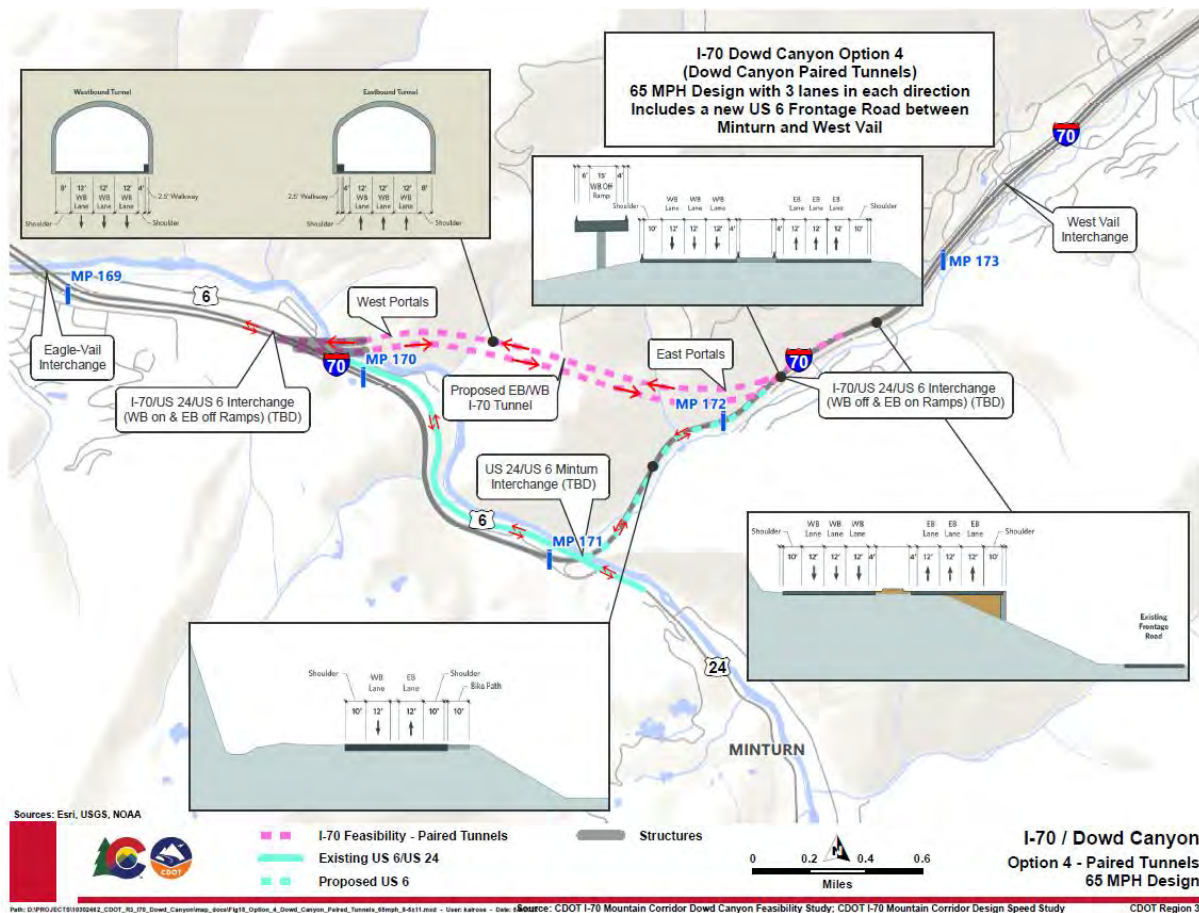 I-70 Dowd Canyon Option 4
(Dowd Canyon Paired Tunnels)
65 MPH Design with 3 lanes in each direction
Includes a new US 6 Frontage Road between
Minturn and West Vail
Westbound Tunnel
Eastbound Tunnel
8' 12' 12' 12' 4'
WB Lane WB Lane WB Lane
2.5' Walkway
Shoulder
Shoulder
2.5' Walkway
4' 12' 12' 12' 8'
EB Lane EB Lane EB Lane
Shoulder
Shoulder
6' 15' 4'
WB Off
Ramp
Shoulder
WB Lane WB Lane WB Lane
EB Lane EB Lane EB Lane
Shoulder
10' 12' 12' 12' 4' 4' 12' 12' 12' 10'
70
West Vail
Interchange
MP 173
MP 169
6
West Portals
Eagle-Vail
Interchange
70
MP 170
East Portals
70
I-70/US 24/US 6 Interchange
(WB on & EB off Ramps) (TBD)
Proposed EB/WB
I-70 Tunnel
MP 172
I-70/US 24/US 6 Interchange
(WB off & EB on Ramps) (TBD)
US 24/US 6 Minturn
Interchange (TBD)
6
MP 171
Shoulder
WB Lane WB Lane WB Lane
EB Lane EB Lane EB Lane
Shoulder
10' 12' 12' 12' 4' 4' 12' 12' 12' 10'
Existing
Frontage
Road
Shoulder
WB Lane
EB Lane
Shoulder
Bike Path
10' 12' 12' 10' 10'
24
MINTURN
Sources: Esri, USGS, NOAA
CDOT
I-70 Feasibility - Paired Tunnels
Existing US 6/US 24
Proposed US 6
Structures
0 0.2 0.4 0.6
Miles
I-70 / Dowd Canyon
Option 4 - Paired Tunnels
65 MPH Design
Source: CDOT I-70 Mountain Corridor Dowd Canyon Feasibility Study; CDOT I-70 Mountain Corridor Design Speed Study
CDOT Region